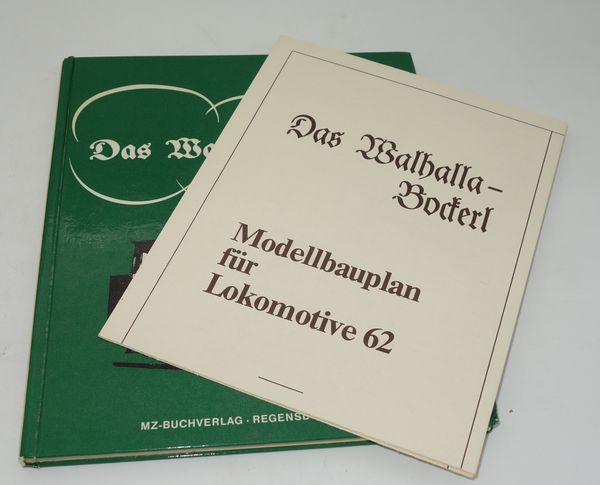 Das Wa
MZ-BUCHVERLAG · REGENSB
Das Walhalla-
Bockerl
Modellbauplan
für
Lokomotive 62